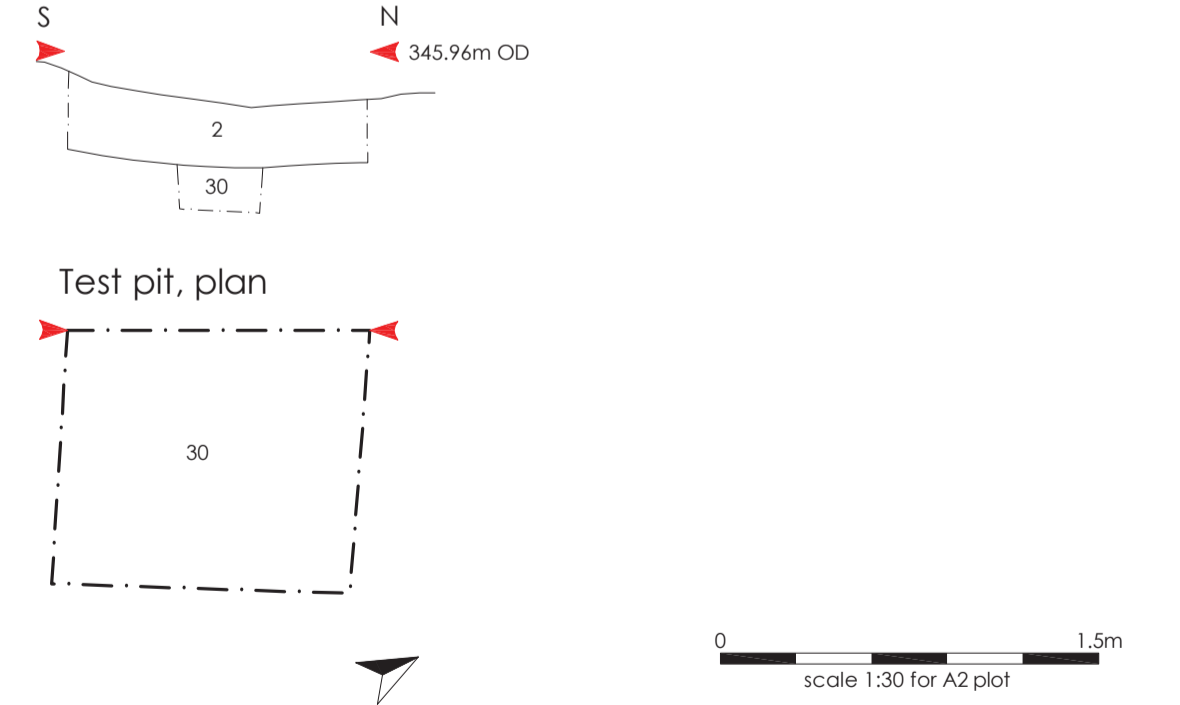 S N
345.96m OD
2
30
Test pit, plan
30
0 1.5m
scale 1:30 for A2 plot